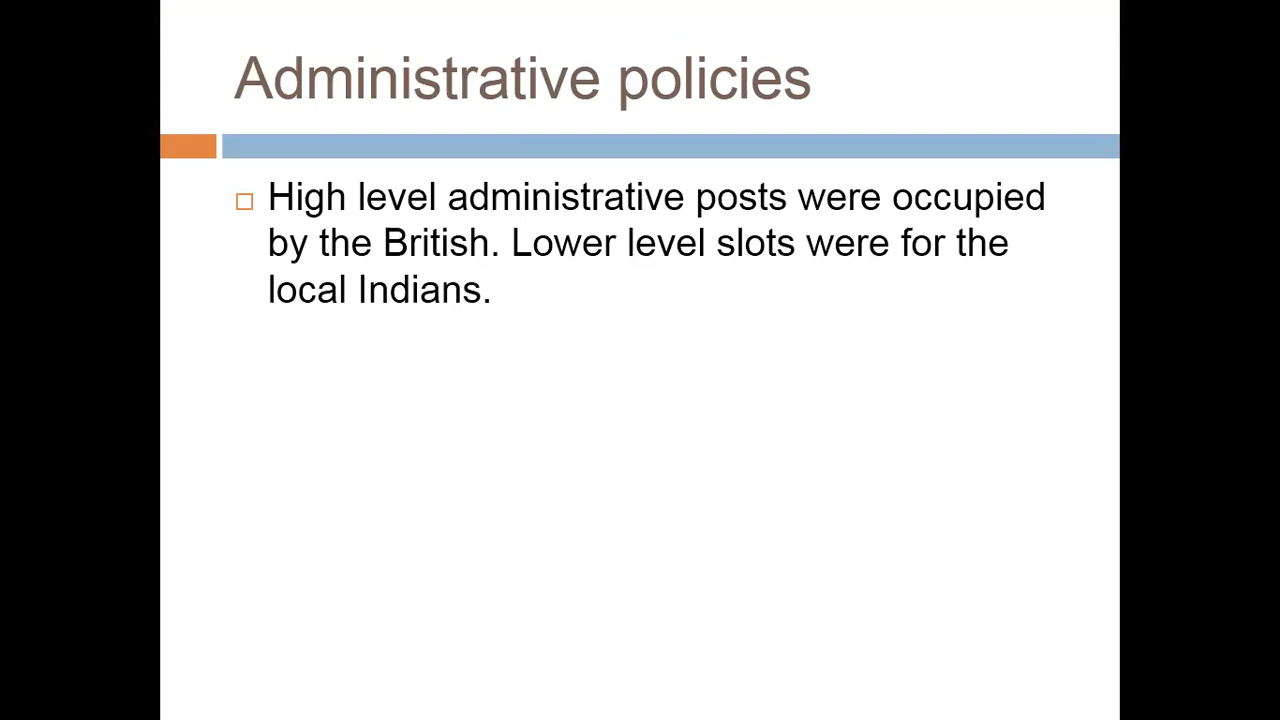 Administrative policies
High level administrative posts were occupied
by the British. Lower level slots were for the
local Indians.